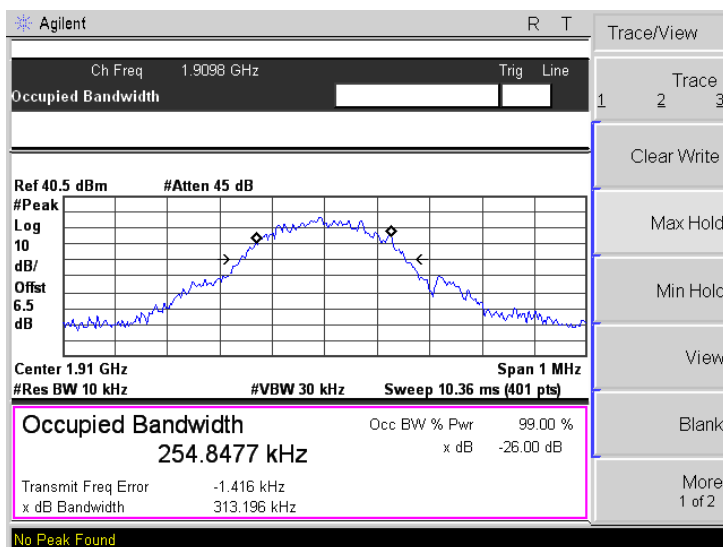 Agilent R T
Trace/View
Ch Freq 1.9098 GHz Trig Line
Occupied Bandwidth
Trace
1 2 3
Clear Write
Ref 40.5 dBm #Atten 45 dB
#Peak
Log
10
dB/
Offst
6.5
dB
Max Hold
Min Hold
View
Center 1.91 GHz Span 1 MHz
#Res BW 10 kHz #VBW 30 kHz Sweep 10.36 ms (401 pts)
Occupied Bandwidth Occ BW % Pwr 99.00 %
254.8477 kHz x dB -26.00 dB
Transmit Freq Error -1.416 kHz
x dB Bandwidth 313.196 kHz
Blank
More
1 of 2
No Peak Found